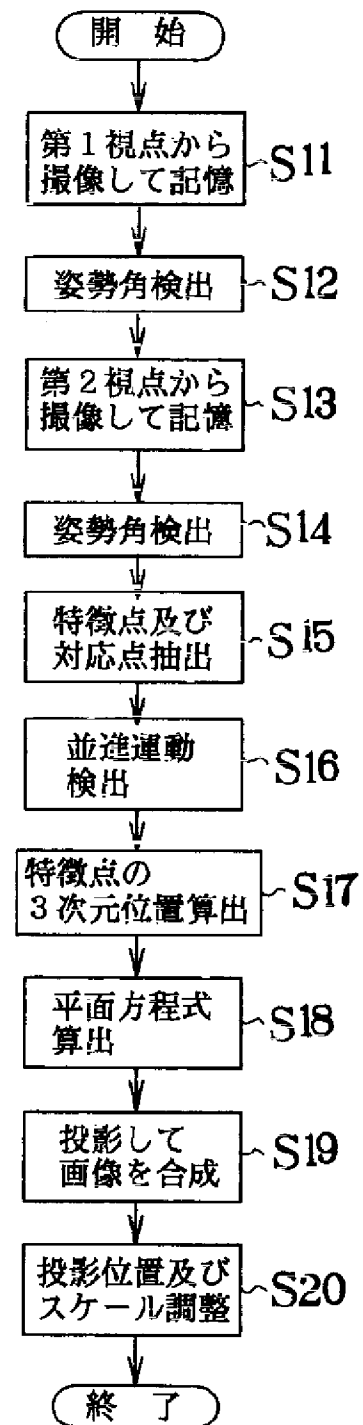 開 始
第1視点から
撮像して記憶
S11
姿勢角検出
S12
第2視点から
撮像して記憶
S13
姿勢角検出
S14
特徴点及び
対応点抽出
S15
並進運動
検出
S16
特徴点の
3次元位置算出
S17
平面方程式
算出
S18
投影して
画像を合成
S19
投影位置及び
スケール調整
S20
終 了